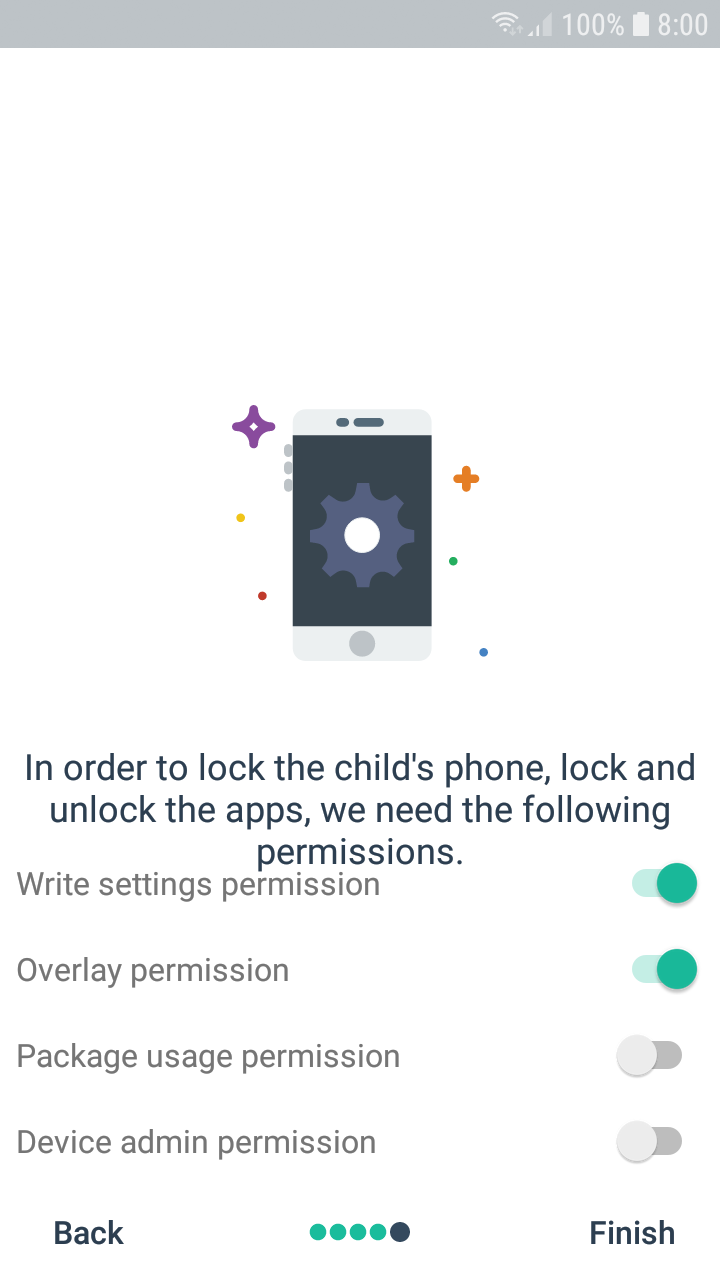 100% 8:00
In order to lock the child's phone, lock and
unlock the apps, we need the following
permissions.
Write settings permission
Overlay permission
Package usage permission
Device admin permission
Back Finish